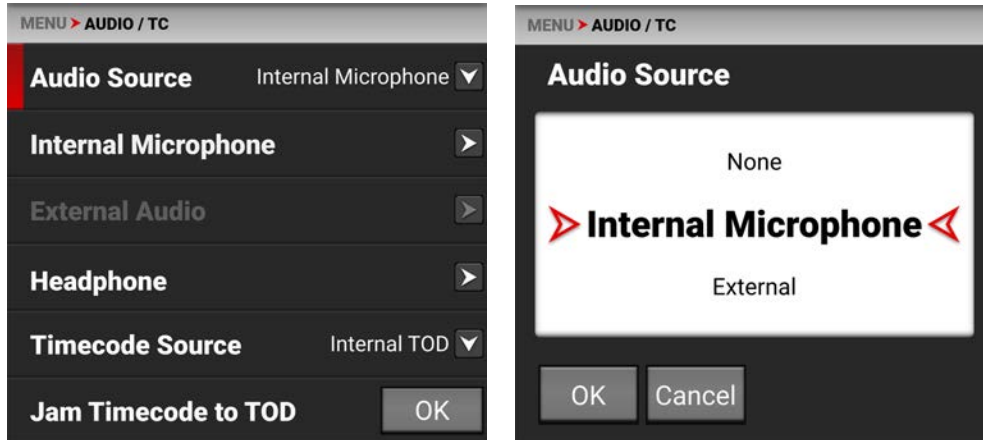 MENU > AUDIO / TC
Audio Source Internal Microphone
Internal Microphone
External Audio
Headphone
Timecode Source Internal TOD
Jam Timecode to TOD OK
MENU > AUDIO / TC
Audio Source
None
Internal Microphone
External
OK Cancel